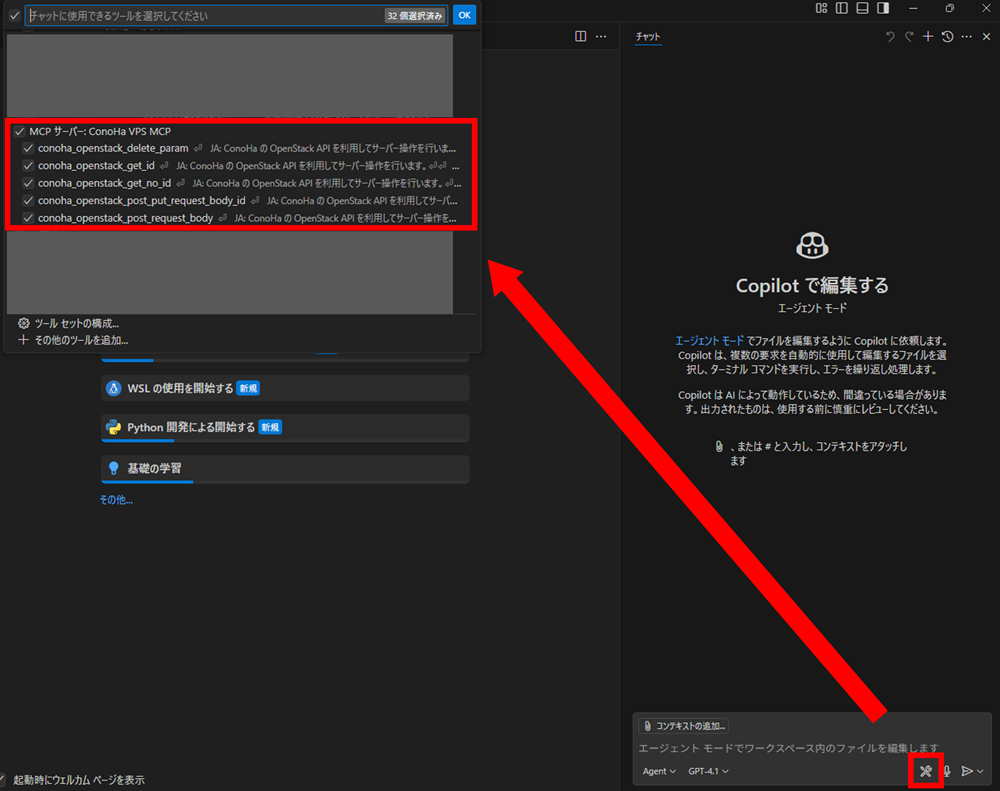 チャットに使用できるツールを選択してください
32 個選択済み
OK
MCP サーバー: ConoHa VPS MCP
conoha_openstack_delete_param ⏎ JA: ConoHa の OpenStack API を利用してサーバー操作を行いま...
conoha_openstack_get_id ⏎ JA: ConoHa の OpenStack API を利用してサーバー操作を行います。⏎⏎ ...
conoha_openstack_get_no_id ⏎ JA: ConoHa の OpenStack API を利用してサーバー操作を行います。⏎...
conoha_openstack_post_put_request_body_id ⏎ JA: ConoHa の OpenStack API を利用してサーバ...
conoha_openstack_post_request_body ⏎ JA: ConoHa の OpenStack API を利用してサーバー操作を...
ツール セットの構成...
その他のツールを追加...
WSL の使用を開始する 新規
Python 開発による開始する 新規
基礎の学習
その他...
起動時にウェルカム ページを表示
チャット
Copilot で編集する
エージェント モード
エージェント モード でファイルを編集するように Copilot に依頼します。
Copilot は、複数の要求を自動的に使用して編集するファイルを選
択し、ターミナル コマンドを実行し、エラーを繰り返し処理します。
Copilot は AI によって動作しているため、間違っている場合がありま
す。出力されたものは、使用する前に慎重にレビューしてください。
、または # と入力し、コンテキストをアタッチし
ます
コンテキストの追加...
エージェント モードでワークスペース内のファイルを編集します
Agent
GPT-4.1